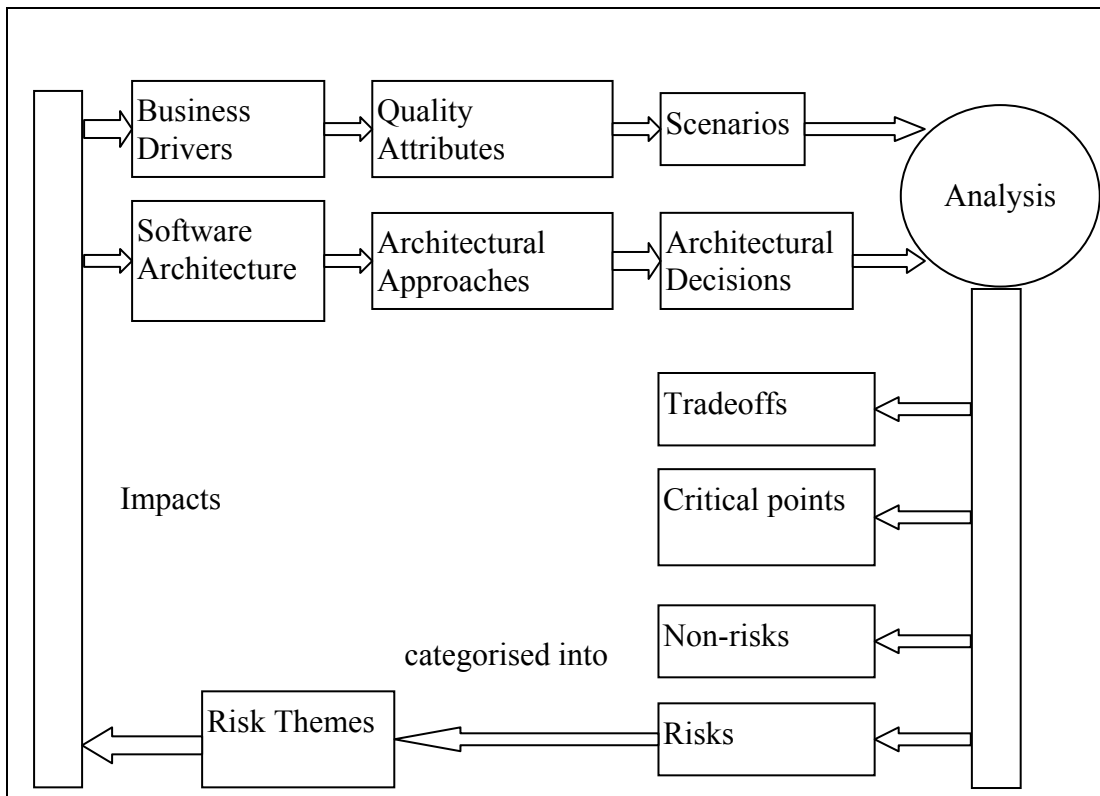 Business
Drivers
Quality
Attributes
Scenarios
Analysis
Software
Architecture
Architectural
Approaches
Architectural
Decisions
Tradeoffs
Impacts
Critical points
categorised into
Non-risks
Risk Themes
Risks